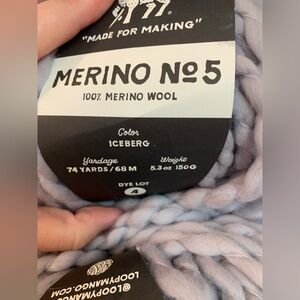 "MADE FOR MAKING"
MERINO Nº5
100% MERINO WOOL
Color
ICEBERG
Yardage
74 YARDS/68 M
Weight
5.3 oz 150 G
DYE LOT
4
@LOOPYMANGO
LOOPYMANGO.COM